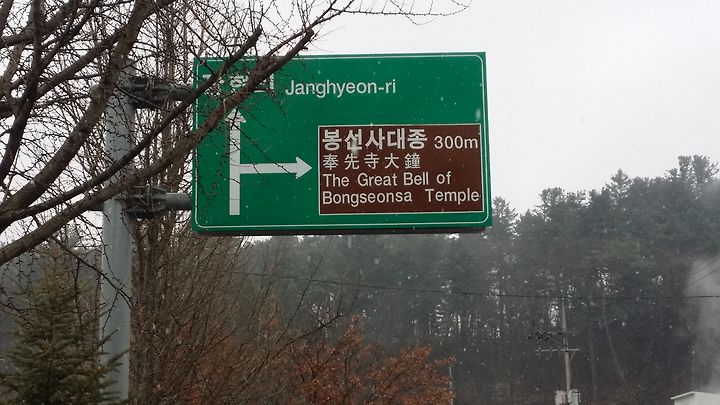 Janghyeon-ri
봉선사대종 300m
奉先寺大鐘
The Great Bell of
Bongseonsa Temple